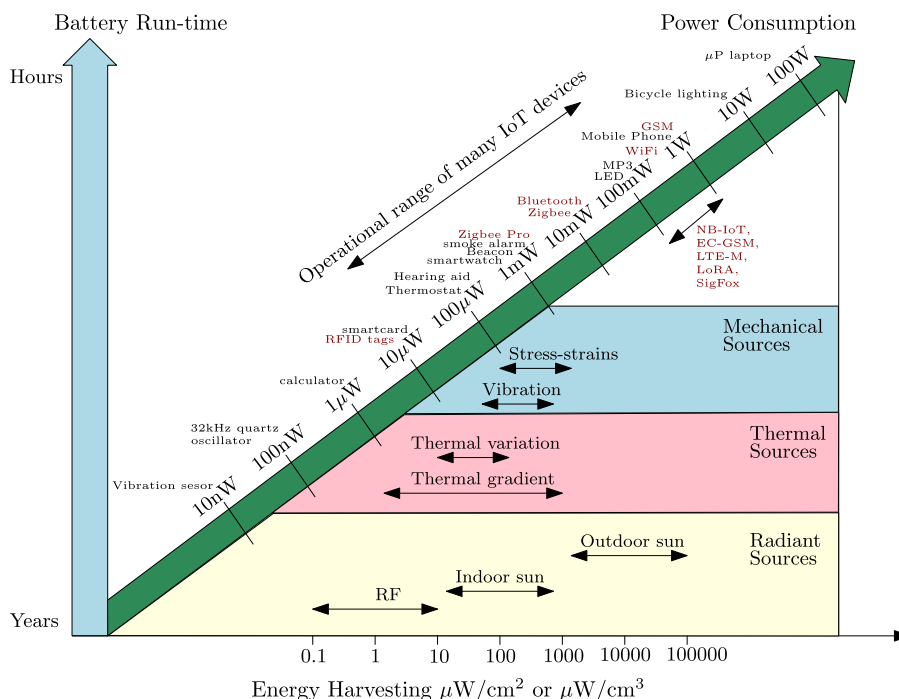 Battery Run-time
Power Consumption
Hours
µP laptop
100W
Bicycle lighting
10W
Operational range of many IoT devices
GSM
Mobile Phone
1W
WiFi
MP3
LED
100mW
Bluetooth
Zigbee
10mW
NB-IoT,
EC-GSM,
LTE-M,
LoRA,
SigFox
Zigbee Pro
smoke alarm
Beacon
smartwatch
1mW
Hearing aid
Thermostat
100µW
smartcard
RFID tags
10µW
Mechanical
Sources
Stress-strains
Vibration
calculator
1µW
32kHz quartz
oscillator
100nW
Thermal
Sources
Thermal variation
Thermal gradient
Vibration sesor
10nW
Radiant
Sources
Outdoor sun
Indoor sun
RF
Years
0.1 1 10 100 1000 10000 100000
Energy Harvesting µW/cm² or µW/cm³